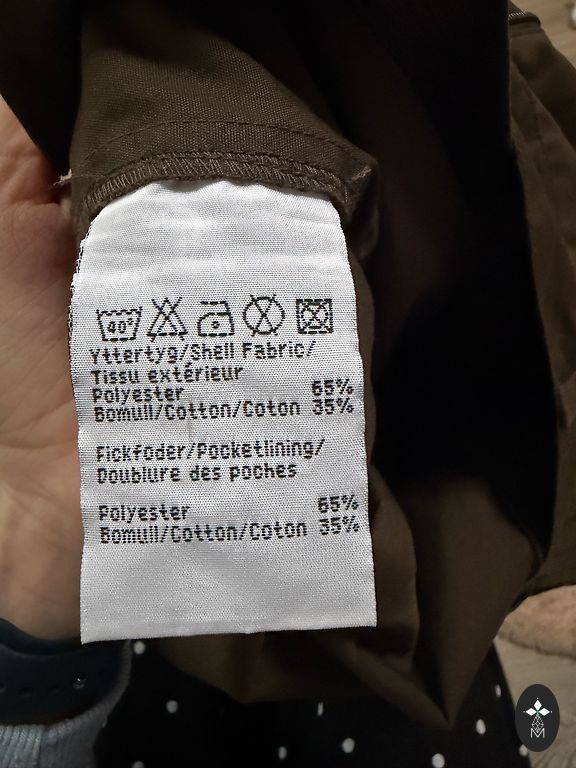 40°
Yttertyg/Shell Fabric/
Tissu extérieur
Polyester 65%
Bomull/Cotton/Coton 35%
Fickfoder/Pocketlining/
Doublure des poches
Polyester 65%
Bomull/Cotton/Coton 35%
M